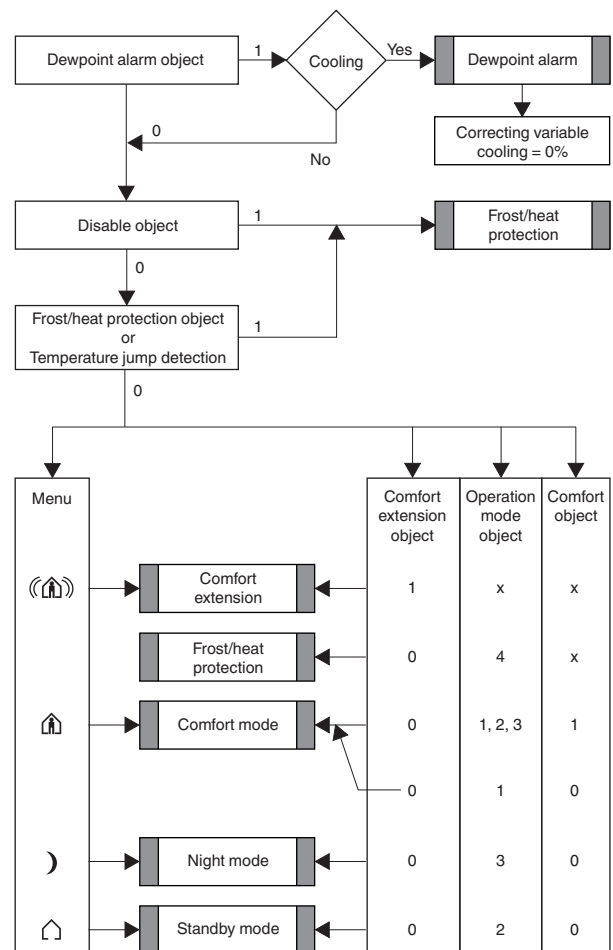 Dewpoint alarm object
1
Cooling
Yes
Dewpoint alarm
0
No
Correcting variable
cooling = 0%
Disable object
1
Frost/heat
protection
0
Frost/heat protection object
or
Temperature jump detection
1
0
Menu
Comfort
extension
object
Operation
mode
object
Comfort
object
Comfort
extension
1
x
x
Frost/heat
protection
0
4
x
Comfort mode
0
1, 2, 3
1
0
1
0
Night mode
0
3
0
Standby mode
0
2
0